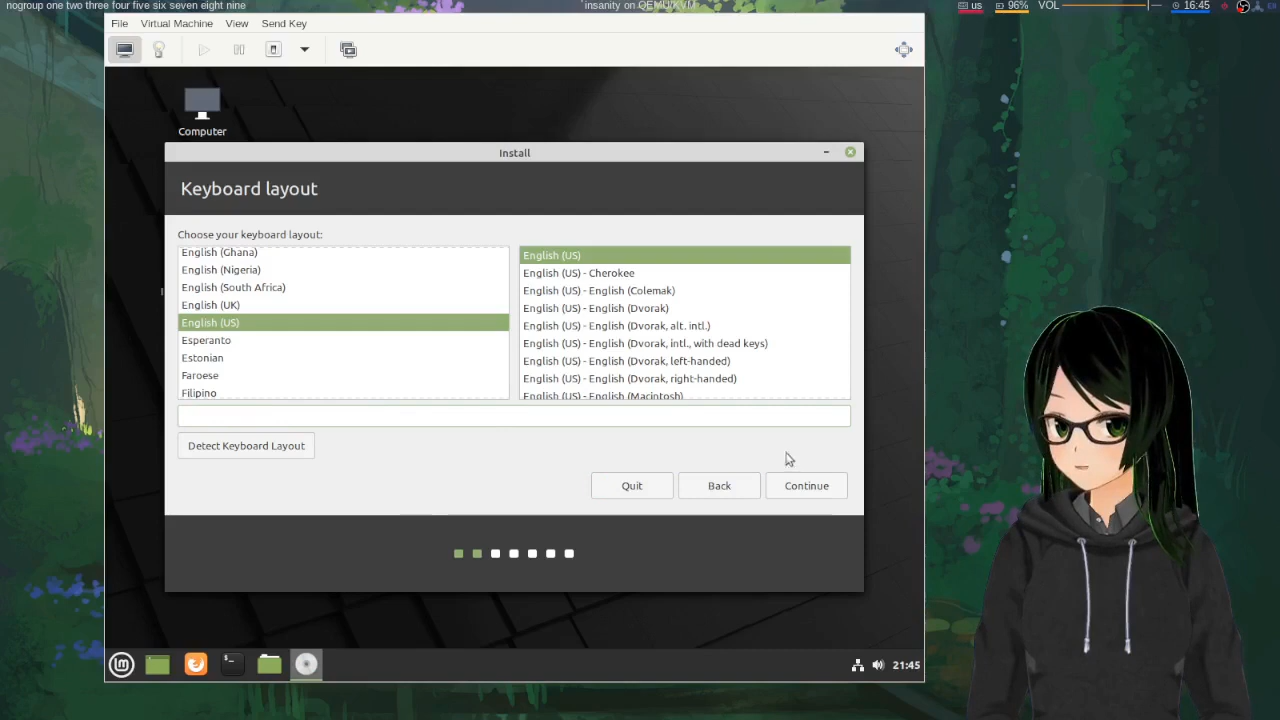 nogroup one two three four five six seven eight nine
*insanity on QEMU/KVM
us 96% VOL 16:45
File Virtual Machine View Send Key
Computer
Install
Keyboard layout
Choose your keyboard layout:
English (Ghana)
English (Nigeria)
English (South Africa)
English (UK)
English (US)
Esperanto
Estonian
Faroese
Filipino
English (US)
English (US) - Cherokee
English (US) - English (Colemak)
English (US) - English (Dvorak)
English (US) - English (Dvorak, alt. intl.)
English (US) - English (Dvorak, intl., with dead keys)
English (US) - English (Dvorak, left-handed)
English (US) - English (Dvorak, right-handed)
English (US) - English (Macintosh)
Detect Keyboard Layout
Quit Back Continue
21:45